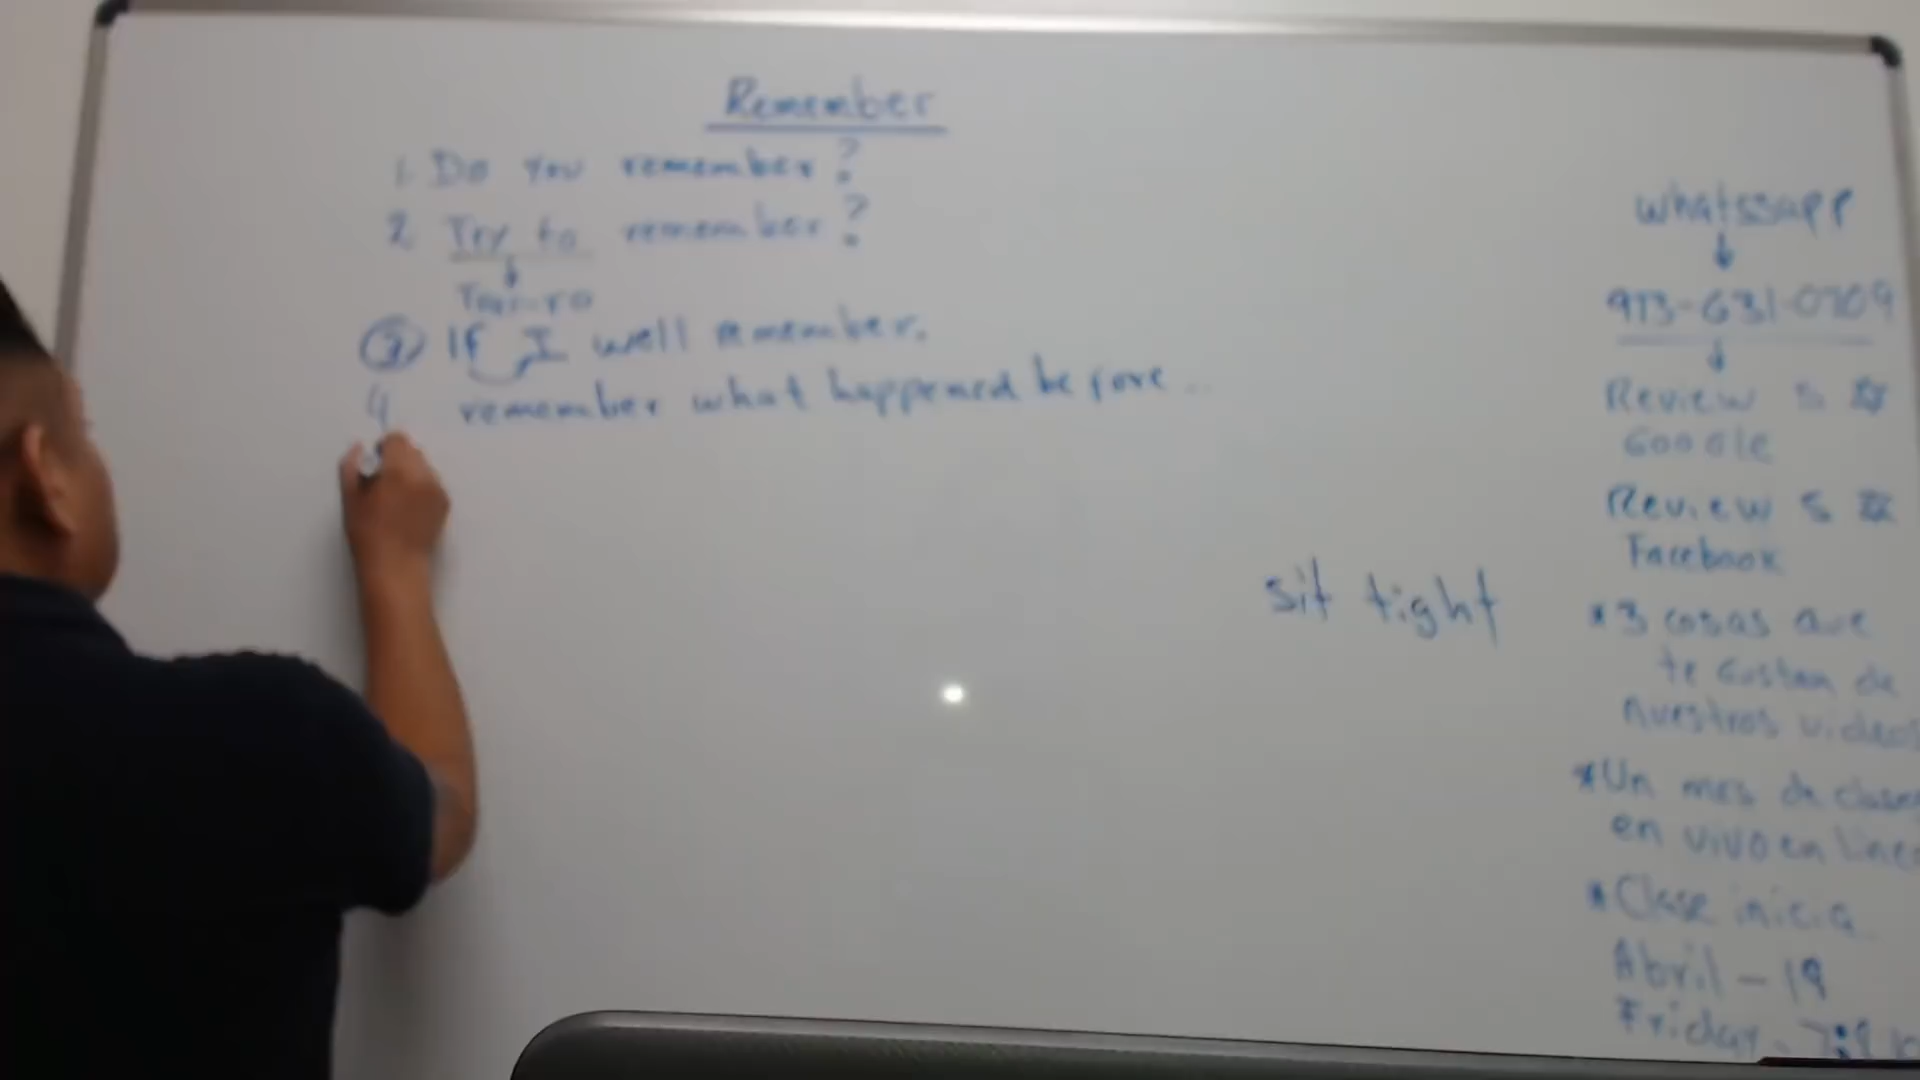 Remember
1. Do you remember?
2 Try to remember?
③ If I well remember.
4 remember what happened before..
sit tight
whatssapp
973-631-0709
Review 5
Google
Review 5
Facebook
*3 cosas que
te gustan de
nuestros videos
*Un mes de clases
en vivo en linea
*Clase inicia
Abril - 19
Friday -